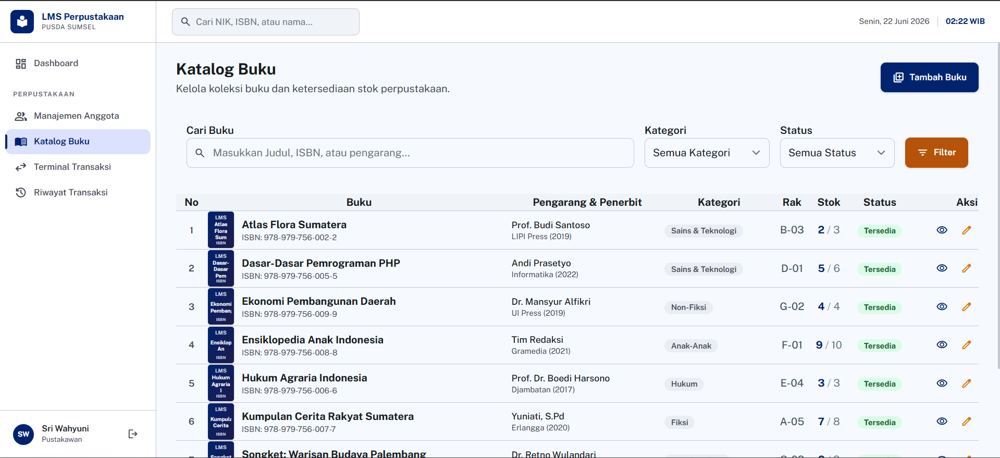 LMS Perpustakaan
PUSDA SUMSEL
Cari NIK, ISBN, atau nama...
Senin, 22 Juni 2026
02:22 WIB
Dashboard
PERPUSTAKAAN
Manajemen Anggota
Katalog Buku
Terminal Transaksi
Riwayat Transaksi
SW
Sri Wahyuni
Pustakawan
Katalog Buku
Kelola koleksi buku dan ketersediaan stok perpustakaan.
Tambah Buku
Cari Buku
Masukkan Judul, ISBN, atau pengarang...
Kategori
Semua Kategori
Status
Semua Status
Filter
No Buku Pengarang & Penerbit Kategori Rak Stok Status Aksi
1
LMS
Atlas
Flora
Sum
ISBN
Atlas Flora Sumatera
ISBN: 978-979-756-002-2
Prof. Budi Santoso
LIPI Press (2019)
Sains & Teknologi
B-03
2 / 3
Tersedia
2
LMS
Dasar-
Dasar
Pem
ISBN
Dasar-Dasar Pemrograman PHP
ISBN: 978-979-756-005-5
Andi Prasetyo
Informatika (2022)
Sains & Teknologi
D-01
5 / 6
Tersedia
3
LMS
Ekonomi
Pemban
ISBN
Ekonomi Pembangunan Daerah
ISBN: 978-979-756-009-9
Dr. Mansyur Alfikri
UI Press (2019)
Non-Fiksi
G-02
4 / 4
Tersedia
4
LMS
Ensiklop
An
ISBN
Ensiklopedia Anak Indonesia
ISBN: 978-979-756-008-8
Tim Redaksi
Gramedia (2021)
Anak-Anak
F-01
9 / 10
Tersedia
5
LMS
Hukum
Agraria
I
ISBN
Hukum Agraria Indonesia
ISBN: 978-979-756-006-6
Prof. Dr. Boedi Harsono
Djambatan (2017)
Hukum
E-04
3 / 3
Tersedia
6
LMS
Kumpula
Cerita
ISBN
Kumpulan Cerita Rakyat Sumatera
ISBN: 978-979-756-007-7
Yuniati, S.Pd
Erlangga (2020)
Fiksi
A-05
7 / 8
Tersedia
LMS
Songket: Warisan Budaya Palembang
Dr. Retno Wulandari